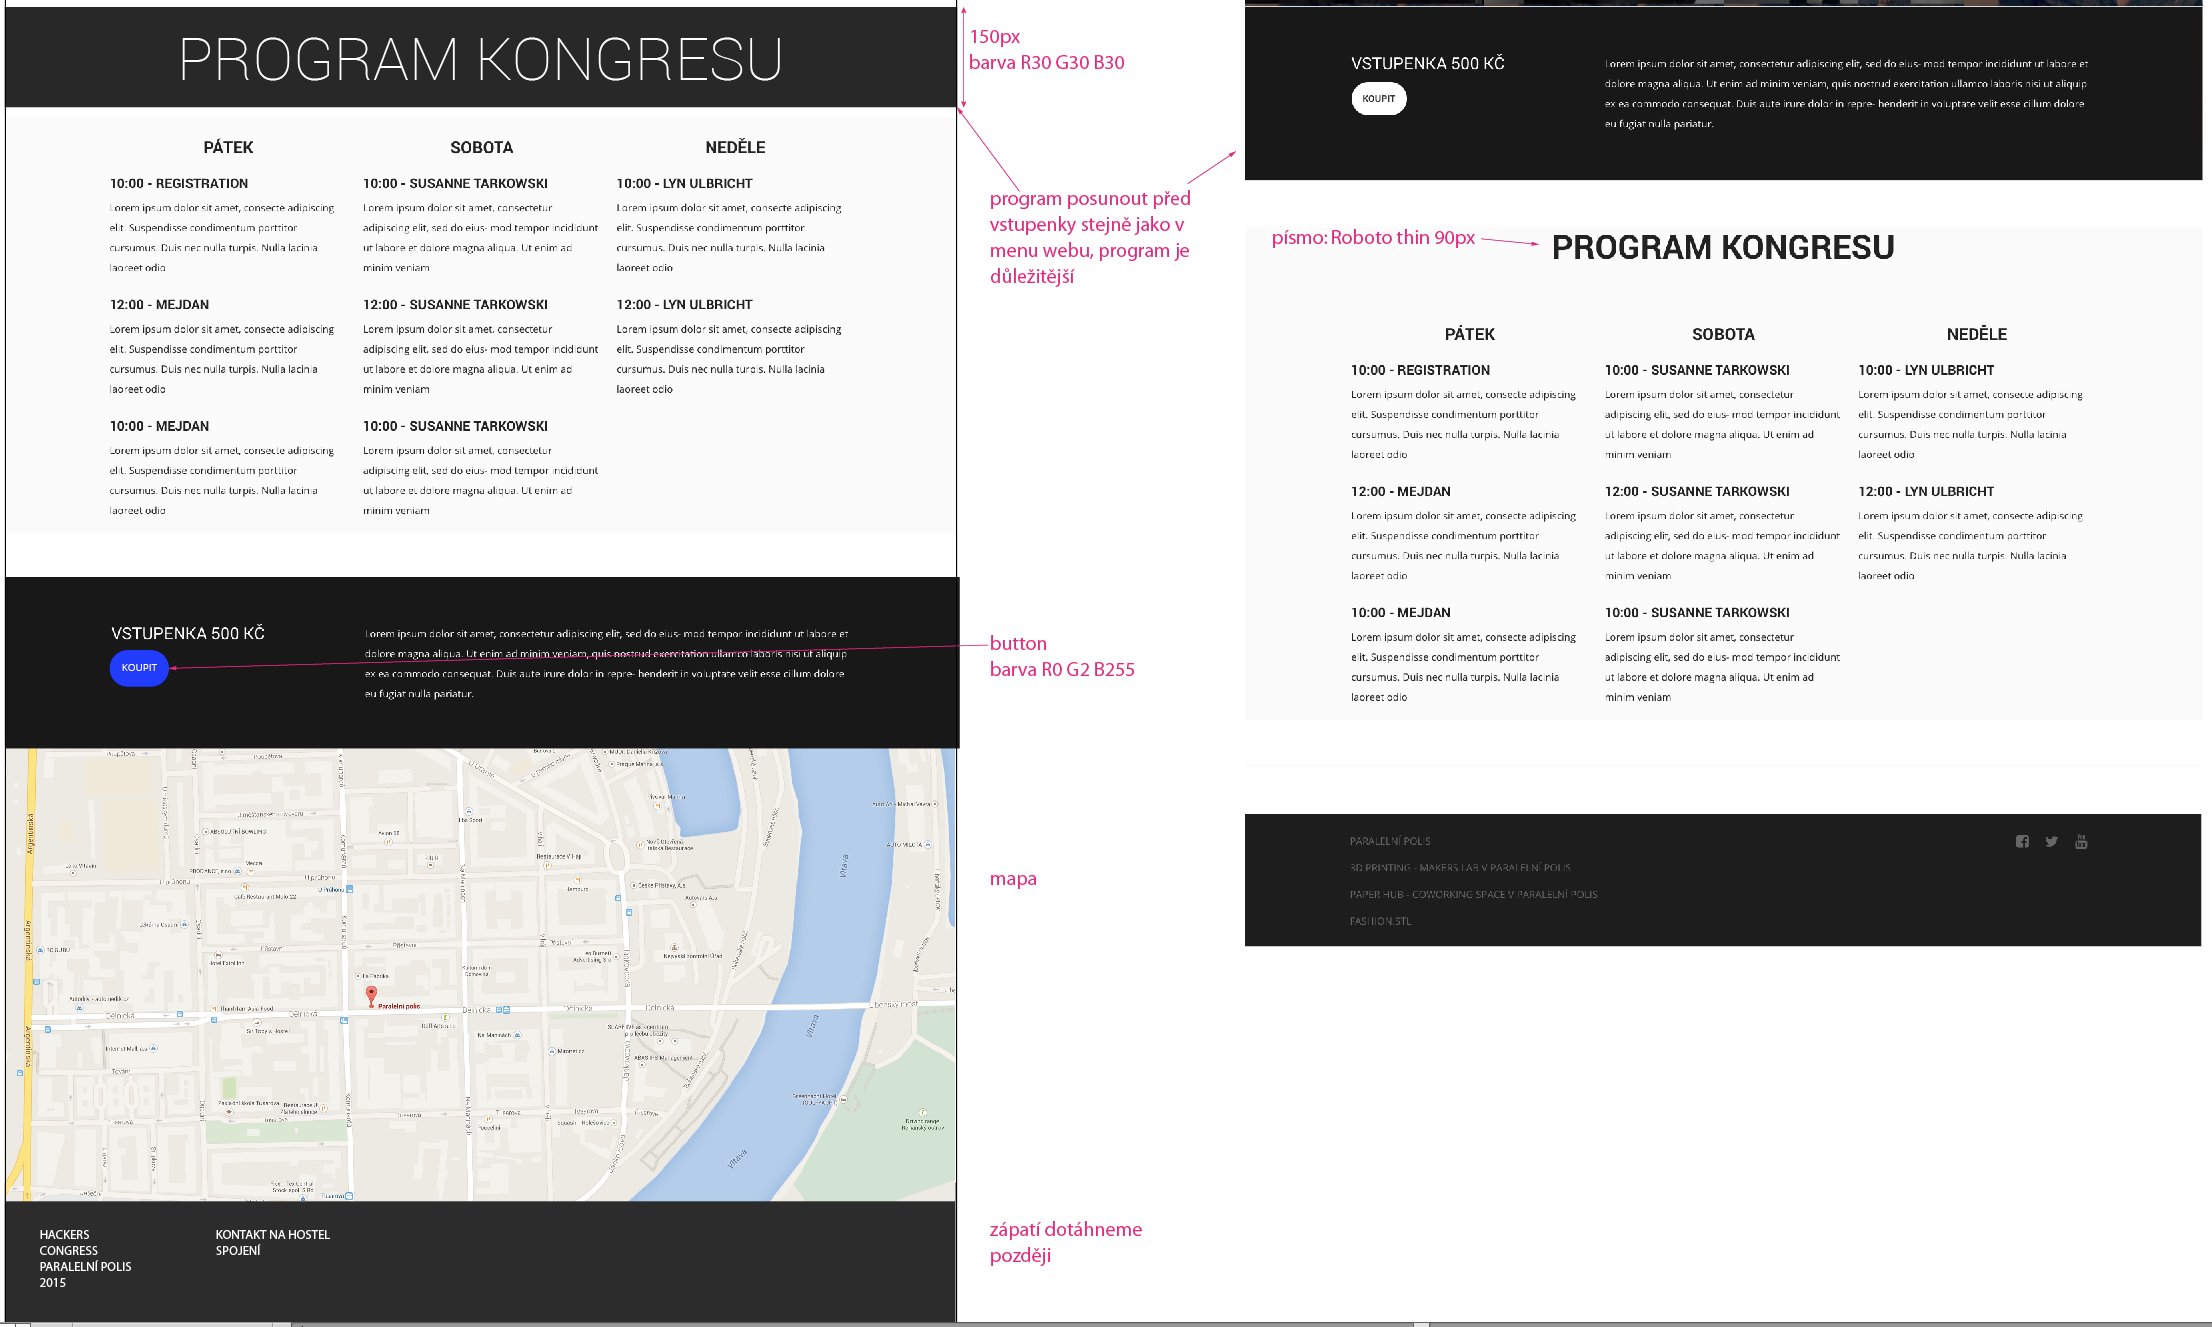 PROGRAM KONGRESU
PÁTEK
10:00 - REGISTRATION
Lorem ipsum dolor sit amet, consecte adipiscing
elit. Suspendisse condimentum porttitor
cursumus. Duis nec nulla turpis. Nulla lacinia
laoreet odio
12:00 - MEJDAN
Lorem ipsum dolor sit amet, consecte adipiscing
elit. Suspendisse condimentum porttitor
cursumus. Duis nec nulla turpis. Nulla lacinia
laoreet odio
10:00 - MEJDAN
Lorem ipsum dolor sit amet, consecte adipiscing
elit. Suspendisse condimentum porttitor
cursumus. Duis nec nulla turpis. Nulla lacinia
laoreet odio
SOBOTA
10:00 - SUSANNE TARKOWSKI
Lorem ipsum dolor sit amet, consectetur
adipiscing elit, sed do eius- mod tempor incididunt
ut labore et dolore magna aliqua. Ut enim ad
minim veniam
12:00 - SUSANNE TARKOWSKI
Lorem ipsum dolor sit amet, consectetur
adipiscing elit, sed do eius- mod tempor incididunt
ut labore et dolore magna aliqua. Ut enim ad
minim veniam
10:00 - SUSANNE TARKOWSKI
Lorem ipsum dolor sit amet, consectetur
adipiscing elit, sed do eius- mod tempor incididunt
ut labore et dolore magna aliqua. Ut enim ad
minim veniam
NEDĚLE
10:00 - LYN ULBRICHT
Lorem ipsum dolor sit amet, consecte adipiscing
elit. Suspendisse condimentum porttitor
cursumus. Duis nec nulla turpis. Nulla lacinia
laoreet odio
12:00 - LYN ULBRICHT
Lorem ipsum dolor sit amet, consecte adipiscing
elit. Suspendisse condimentum porttitor
cursumus. Duis nec nulla turpis. Nulla lacinia
laoreet odio
VSTUPENKA 500 KČ
KOUPIT
Lorem ipsum dolor sit amet, consectetur adipiscing elit, sed do eius- mod tempor incididunt ut labore et
dolore magna aliqua. Ut enim ad minim veniam, quis nostrud exercitation ullamco laboris nisi ut aliquip
ex ea commodo consequat. Duis aute irure dolor in repre- henderit in voluptate velit esse cillum dolore
eu fugiat nulla pariatur.
Argentinská
Přístavní
Dělnická
Dělnická
Dělnická
Dělnická
Libeňský most
Tusarova
Jankovcova
Komunardů
Vltava
Vltava
Vltava
Paralelni polis
La Fabrika
Mecca
ABSOLUTNÍ BOWLING
AUTO MILOTA
Restaurace V Háji
Nejvyšší Kontrolní Úřad
Sir Toby's Hostel
ABAS IPS Management
HACKERS
CONGRESS
PARALELNÍ POLIS
2015
KONTAKT NA HOSTEL
SPOJENÍ
150px
barva R30 G30 B30
program posunout před
vstupenky stejně jako v
menu webu, program je
důležitější
button
barva R0 G2 B255
mapa
zápatí dotáhneme
později
VSTUPENKA 500 KČ
KOUPIT
Lorem ipsum dolor sit amet, consectetur adipiscing elit, sed do eius- mod tempor incididunt ut labore et
dolore magna aliqua. Ut enim ad minim veniam, quis nostrud exercitation ullamco laboris nisi ut aliquip
ex ea commodo consequat. Duis aute irure dolor in repre- henderit in voluptate velit esse cillum dolore
eu fugiat nulla pariatur.
písmo: Roboto thin 90px
PROGRAM KONGRESU
PÁTEK
10:00 - REGISTRATION
Lorem ipsum dolor sit amet, consecte adipiscing
elit. Suspendisse condimentum porttitor
cursumus. Duis nec nulla turpis. Nulla lacinia
laoreet odio
12:00 - MEJDAN
Lorem ipsum dolor sit amet, consecte adipiscing
elit. Suspendisse condimentum porttitor
cursumus. Duis nec nulla turpis. Nulla lacinia
laoreet odio
10:00 - MEJDAN
Lorem ipsum dolor sit amet, consecte adipiscing
elit. Suspendisse condimentum porttitor
cursumus. Duis nec nulla turpis. Nulla lacinia
laoreet odio
SOBOTA
10:00 - SUSANNE TARKOWSKI
Lorem ipsum dolor sit amet, consectetur
adipiscing elit, sed do eius- mod tempor incididunt
ut labore et dolore magna aliqua. Ut enim ad
minim veniam
12:00 - SUSANNE TARKOWSKI
Lorem ipsum dolor sit amet, consectetur
adipiscing elit, sed do eius- mod tempor incididunt
ut labore et dolore magna aliqua. Ut enim ad
minim veniam
10:00 - SUSANNE TARKOWSKI
Lorem ipsum dolor sit amet, consectetur
adipiscing elit, sed do eius- mod tempor incididunt
ut labore et dolore magna aliqua. Ut enim ad
minim veniam
NEDĚLE
10:00 - LYN ULBRICHT
Lorem ipsum dolor sit amet, consecte adipiscing
elit. Suspendisse condimentum porttitor
cursumus. Duis nec nulla turpis. Nulla lacinia
laoreet odio
12:00 - LYN ULBRICHT
Lorem ipsum dolor sit amet, consecte adipiscing
elit. Suspendisse condimentum porttitor
cursumus. Duis nec nulla turpis. Nulla lacinia
laoreet odio
PARALELNÍ POLIS
3D PRINTING - MAKERS LAB V PARALELNÍ POLIS
PAPER HUB - COWORKING SPACE V PARALELNÍ POLIS
FASHION.STL